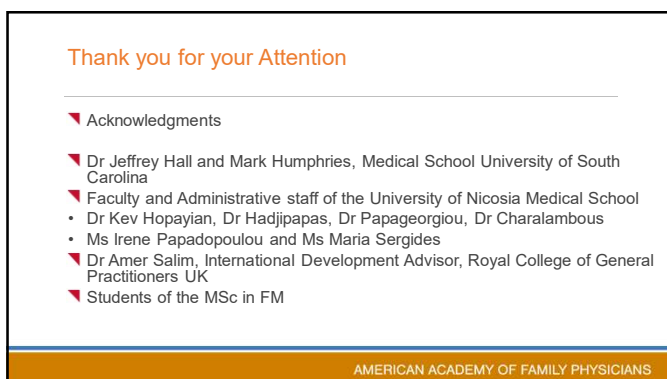 Thank you for your Attention
Acknowledgments
Dr Jeffrey Hall and Mark Humphries, Medical School University of South
Carolina
Faculty and Administrative staff of the University of Nicosia Medical School
• Dr Kev Hopayian, Dr Hadjipapas, Dr Papageorgiou, Dr Charalambous
• Ms Irene Papadopoulou and Ms Maria Sergides
Dr Amer Salim, International Development Advisor, Royal College of General
Practitioners UK
Students of the MSc in FM
AMERICAN ACADEMY OF FAMILY PHYSICIANS